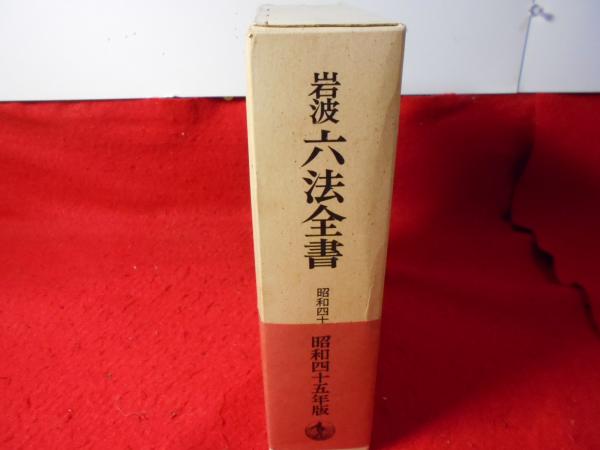 岩波 六法全書
昭和四十
昭和四十五年版